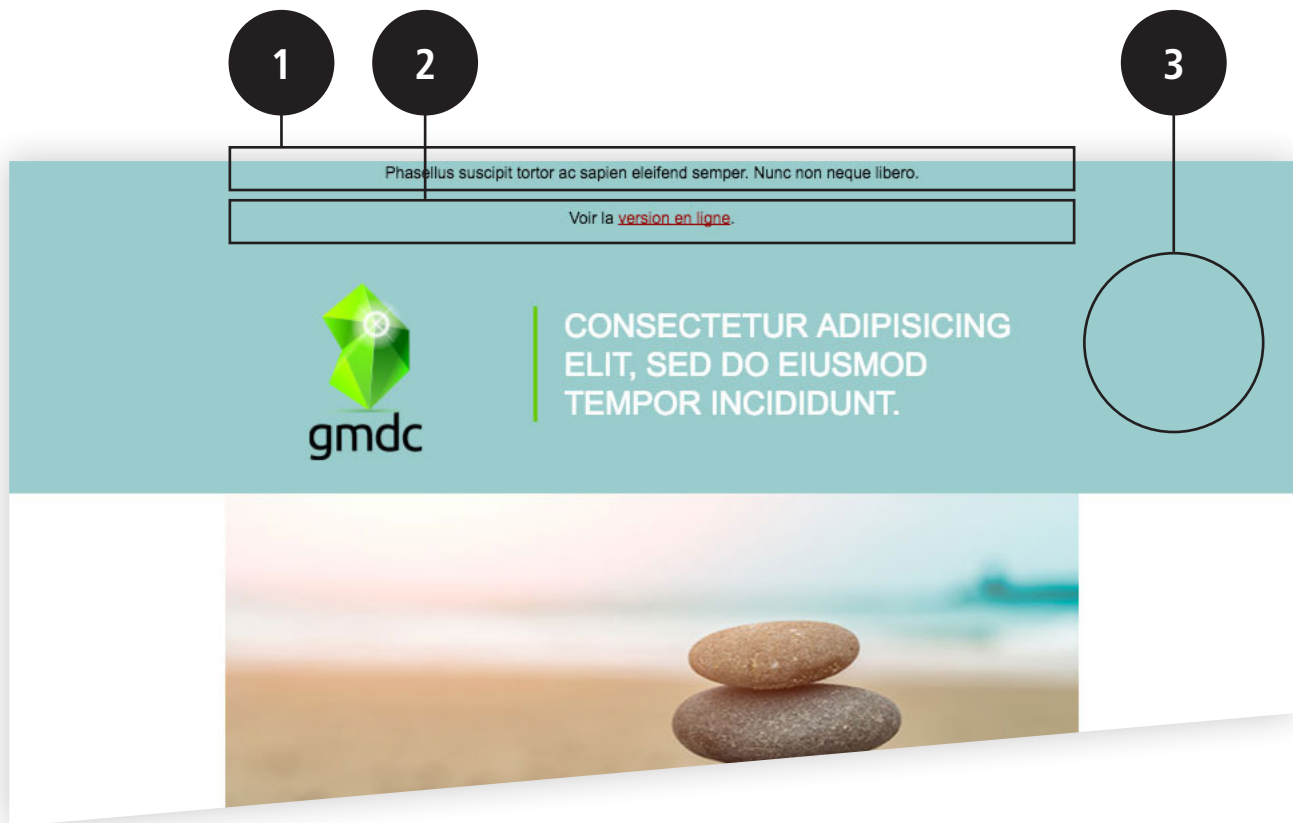 1 2 3
Phasellus suscipit tortor ac sapien eleifend semper. Nunc non neque libero.
Voir la version en ligne.
CONSECTETUR ADIPISICING
ELIT, SED DO EIUSMOD
TEMPOR INCIDIDUNT.
gmdc